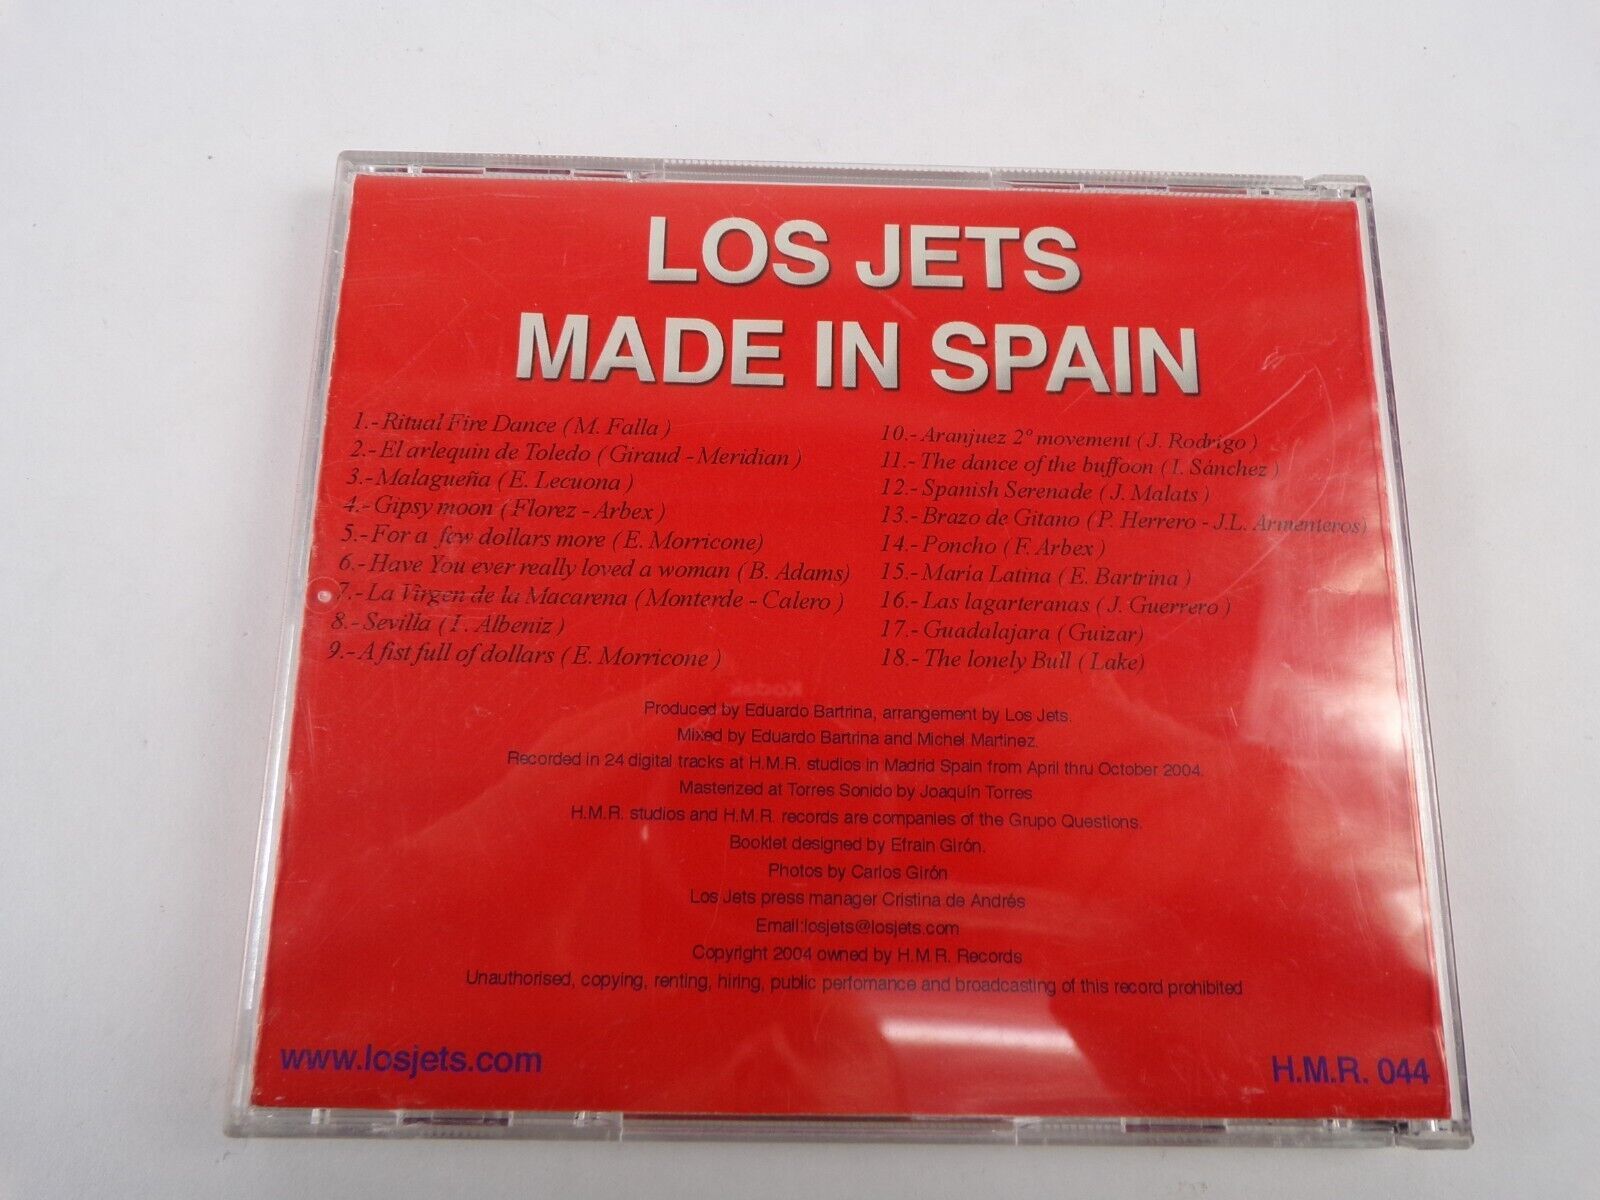 LOS JETS
MADE IN SPAIN
1.- Ritual Fire Dance ( M. Falla )
2.- El arlequin de Toledo ( Giraud - Meridian )
3.- Malagueña ( E. Lecuona )
4.- Gipsy moon ( Florez - Arbex )
5.- For a few dollars more ( E. Morricone)
6.- Have You ever really loved a woman ( B. Adams)
7.- La Virgen de la Macarena ( Monterde - Calero )
8.- Sevilla ( I. Albeniz )
9.- A fist full of dollars ( E. Morricone )
10.- Aranjuez 2º movement ( J. Rodrigo )
11.- The dance of the buffoon ( I. Sánchez )
12.- Spanish Serenade ( J. Malats )
13.- Brazo de Gitano ( P. Herrero - J.L. Armenteros)
14.- Poncho ( F. Arbex )
15.- María Latina ( E. Bartrina )
16.- Las lagarteranas ( J. Guerrero )
17.- Guadalajara ( Guizar)
18.- The lonely Bull ( Lake)
Kodak
Produced by Eduardo Bartrina, arrangement by Los Jets.
Mixed by Eduardo Bartrina and Michel Martinez.
Recorded in 24 digital tracks at H.M.R. studios in Madrid Spain from April thru October 2004.
Masterized at Torres Sonido by Joaquín Torres
H.M.R. studios and H.M.R. records are companies of the Grupo Questions.
Booklet designed by Efrain Girón.
Photos by Carlos Girón
Los Jets press manager Cristina de Andrés
Email:losjets@losjets.com
Copyright 2004 owned by H.M.R. Records
Unauthorised, copying, renting, hiring, public perfomance and broadcasting of this record prohibited
www.losjets.com
H.M.R. 044